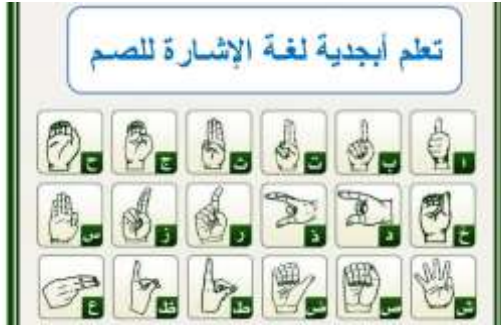 تعلم أبجدية لغة الإشارة للصم
ا ب ت ث ج ح
خ د ذ ر ز س
ش ص ض ط ظ ع